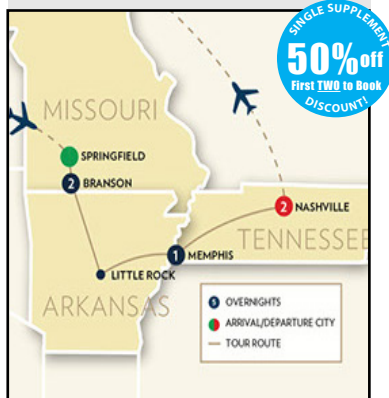 SINGLE SUPPLEMENT
50% off
First TWO to Book
DISCOUNT!
MISSOURI
SPRINGFIELD
2
BRANSON
2
NASHVILLE
TENNESSEE
1
MEMPHIS
LITTLE ROCK
ARKANSAS
5 OVERNIGHTS
ARRIVAL/DEPARTURE CITY
TOUR ROUTE